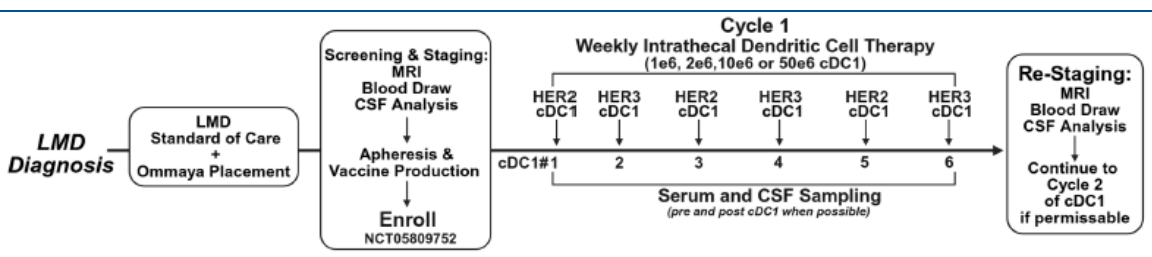 LMD
Diagnosis
LMD
Standard of Care
+
Ommaya Placement
Screening & Staging:
MRI
Blood Draw
CSF Analysis
Apheresis &
Vaccine Production
Enroll
NCT05809752
Cycle 1
Weekly Intrathecal Dendritic Cell Therapy
(1e6, 2e6,10e6 or 50e6 cDC1)
HER2 HER3 HER2 HER3 HER2 HER3
cDC1 cDC1 cDC1 cDC1 cDC1 cDC1
cDC1#1 2 3 4 5 6
Serum and CSF Sampling
(pre and post cDC1 when possible)
Re-Staging:
MRI
Blood Draw
CSF Analysis
Continue to
Cycle 2
of cDC1
if permissable